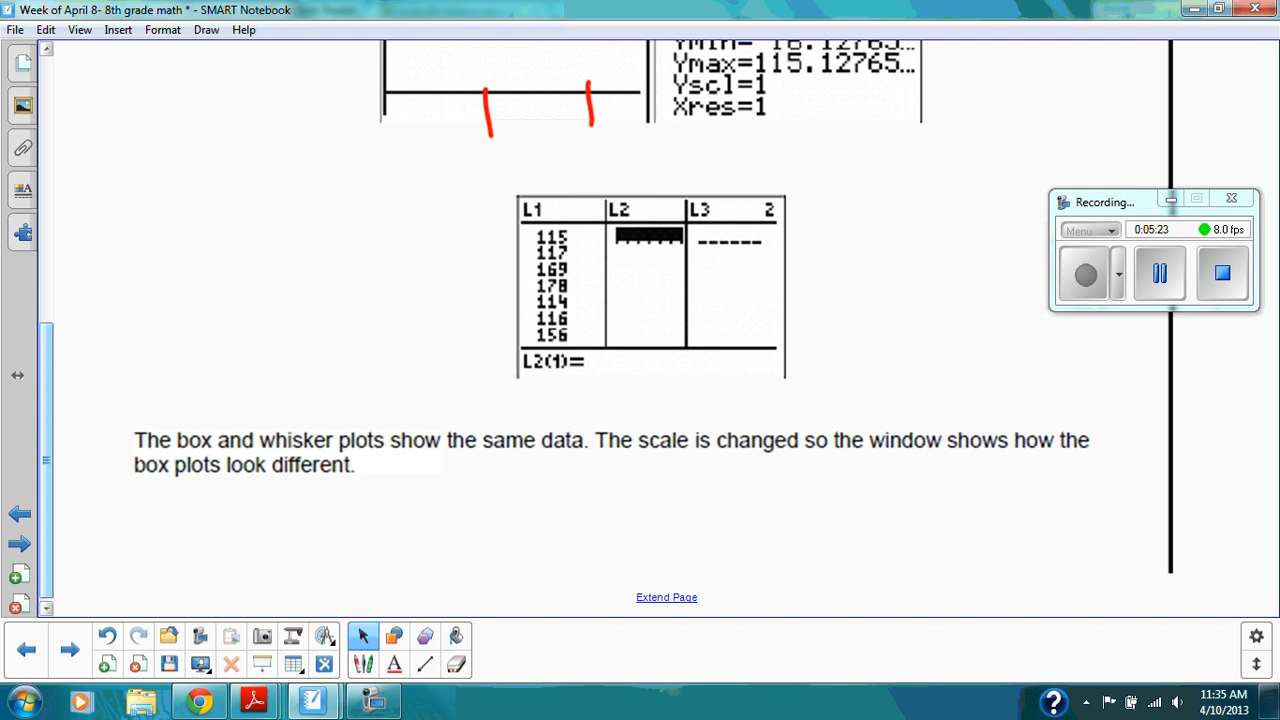 Week of April 8- 8th grade math * - SMART Notebook
File Edit View Insert Format Draw Help
Ymax=115.12765…
Yscl=1
Xres=1
L1 L2 L3 2
115
117
169
178
114
116
156
L2(1)=
Recording...
Menu 0:05:23 8.0 fps
The box and whisker plots show the same data. The scale is changed so the window shows how the
box plots look different.
Extend Page
11:35 AM
4/10/2013